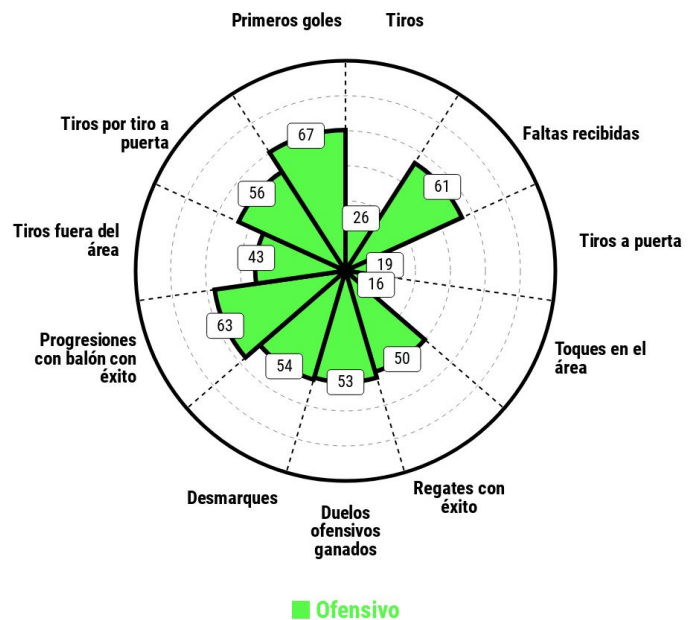 Primeros goles
Tiros
Tiros por tiro a
puerta
Faltas recibidas
67
61
56
26
Tiros fuera del
área
Tiros a puerta
43
19
16
63
Progresiones
con balón con
éxito
Toques en el
área
54
53
50
Desmarques
Duelos
ofensivos
ganados
Regates con
éxito
Ofensivo